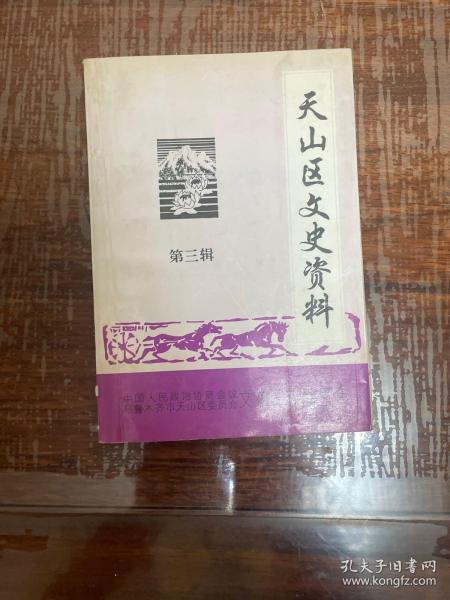 天山区文史资料
第三辑
中国人民政治协商会议
乌鲁木齐市天山区委员会
孔夫子旧书网
www.kongfz.com